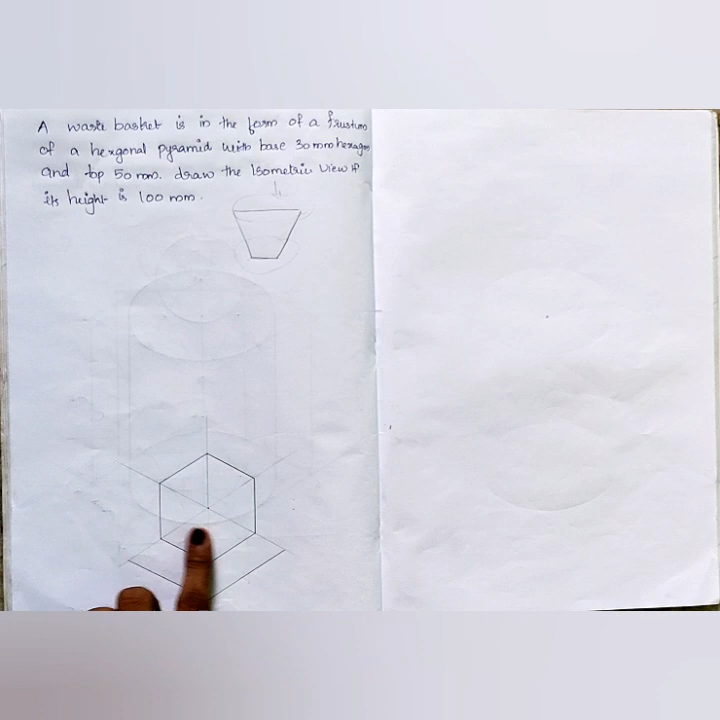 A waste basket is in the form of a frustum
of a hexgonal pyramid with base 30mm hexagon
and top 50 mm. draw the Isometric View if
its height is 100 mm.